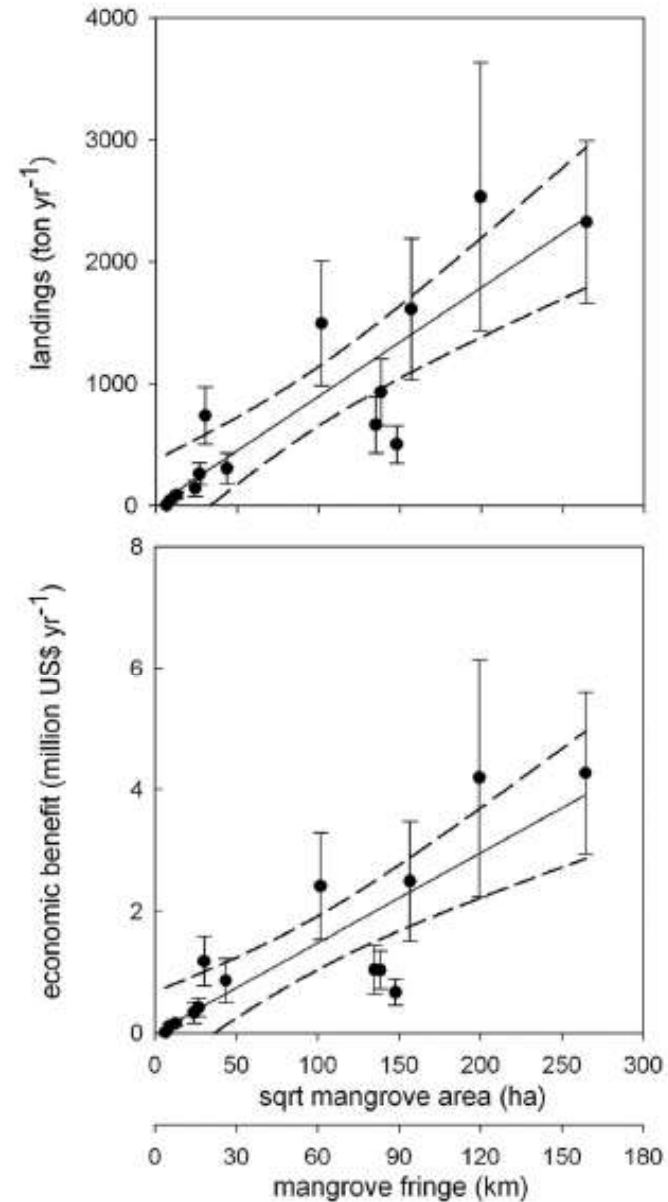 4000
3000
2000
1000
0
landings (ton yr-1)
8
6
4
2
0
economic benefit (million US$ yr-1)
0 50 100 150 200 250 300
sqrt mangrove area (ha)
0 30 60 90 120 150 180
mangrove fringe (km)